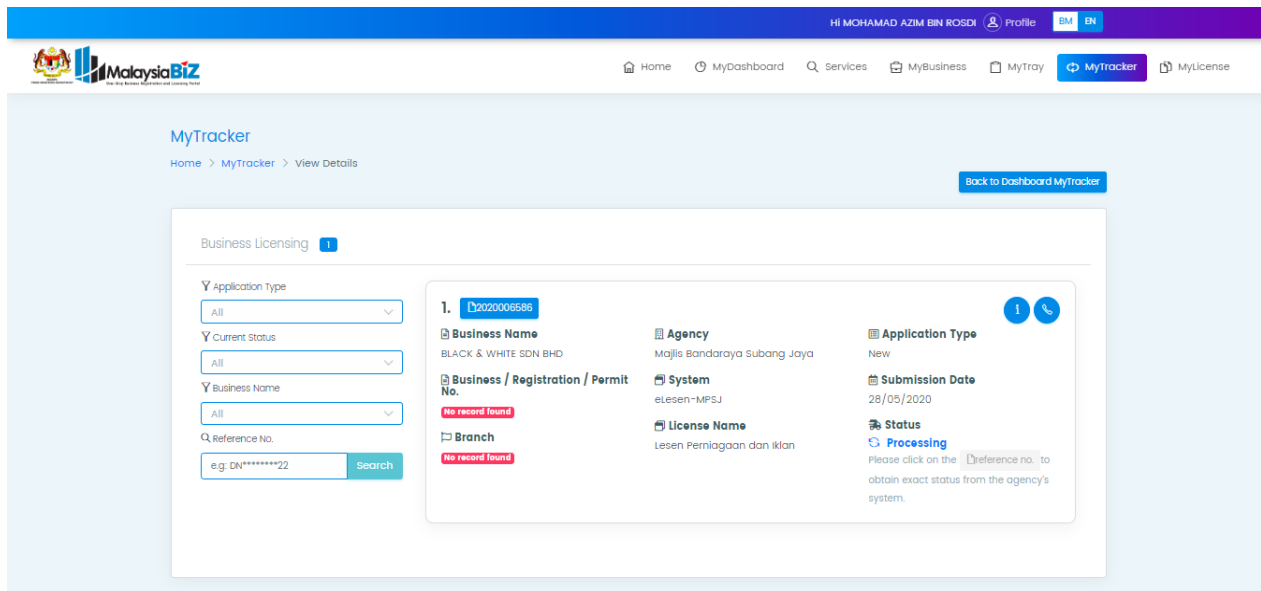 Hi MOHAMAD AZIM BIN ROSDI Profile BM EN
MalaysiaBiZ
Home MyDashboard Services MyBusiness MyTray MyTracker MyLicense
MyTracker
Home > MyTracker > View Details
Back to Dashboard MyTracker
Business Licensing 1
Application Type
All
Current Status
All
Business Name
All
Reference No.
e.g: DN********22 Search
1. 2020006586
Business Name
BLACK & WHITE SDN BHD
Business / Registration / Permit
No.
No record found
Branch
No record found
Agency
Majlis Bandaraya Subang Jaya
System
eLesen-MPSJ
License Name
Lesen Perniagaan dan Iklan
Application Type
New
Submission Date
28/05/2020
Status
Processing
Please click on the reference no. to
obtain exact status from the agency's
system.